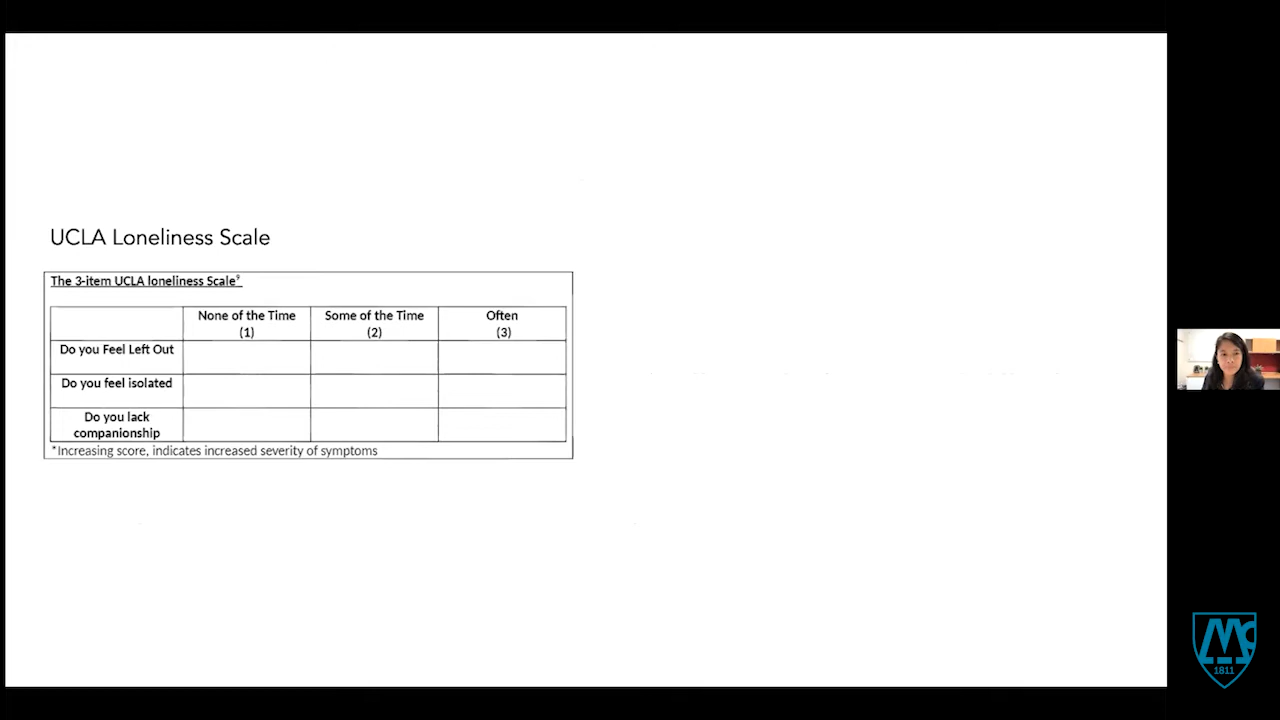 UCLA Loneliness Scale
The 3-item UCLA loneliness Scale⁹
None of the Time
(1)
Some of the Time
(2)
Often
(3)
Do you Feel Left Out
Do you feel isolated
Do you lack
companionship
*Increasing score, indicates increased severity of symptoms
Mc
1811